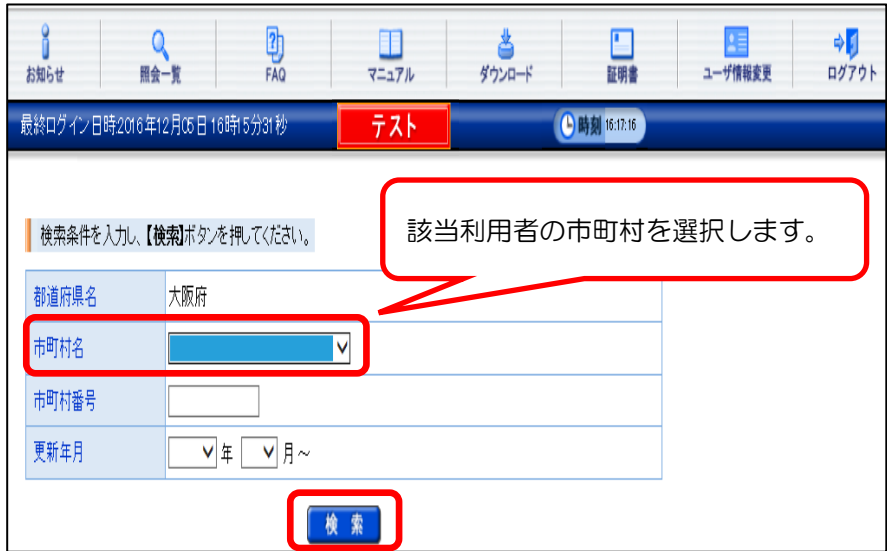 お知らせ 照会一覧 FAQ マニュアル ダウンロード 証明書 ユーザ情報変更 ログアウト
最終ログイン日時:2016年12月05日 16時15分31秒 テスト 時刻 16:17:16
該当利用者の市町村を選択します。
検索条件を入力し、【検索】ボタンを押してください。
都道府県名 大阪府
市町村名
市町村番号
更新年月 年 月～
検 索